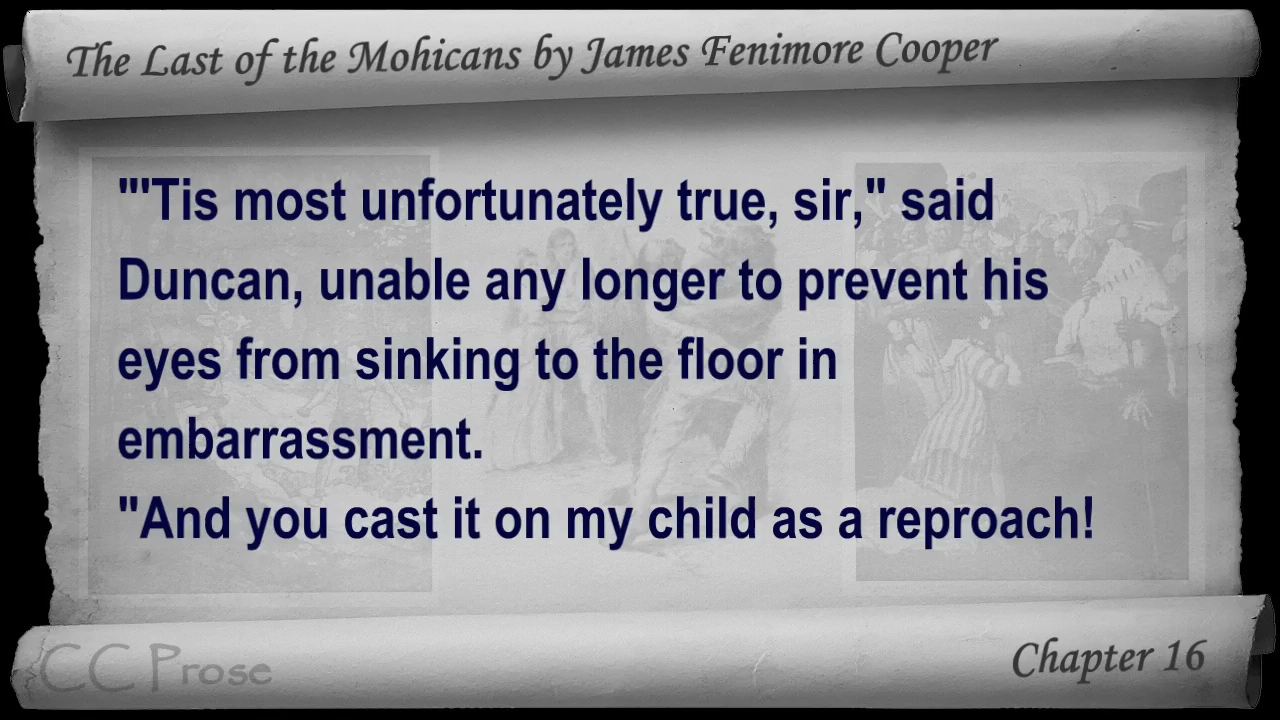 The Last of the Mohicans by James Fenimore Cooper
"'Tis most unfortunately true, sir," said
Duncan, unable any longer to prevent his
eyes from sinking to the floor in
embarrassment.
"And you cast it on my child as a reproach!
CC Prose
Chapter 16